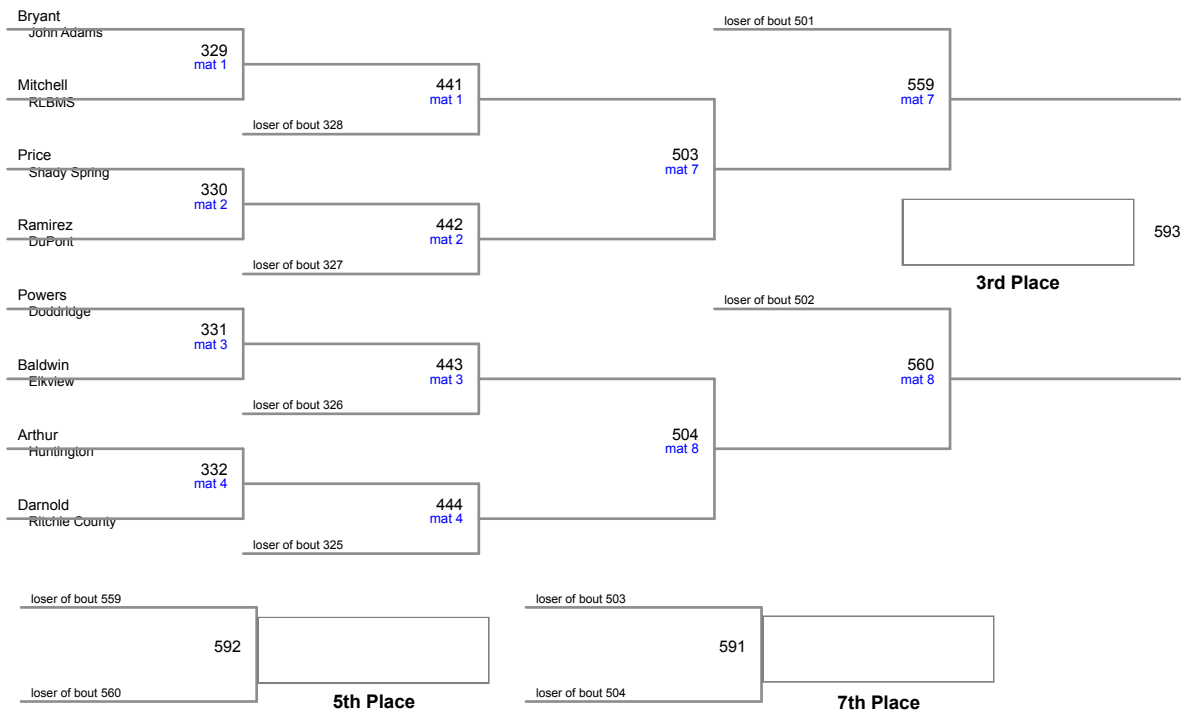 Bryant
John Adams
329
mat 1
Mitchell
RLBMS
441
mat 1
loser of bout 328
Price
Shady Spring
330
mat 2
Ramirez
DuPont
442
mat 2
loser of bout 327
503
mat 7
Powers
Doddridge
331
mat 3
Baldwin
Elkview
443
mat 3
loser of bout 326
Arthur
Huntington
332
mat 4
Darnold
Ritchie County
444
mat 4
loser of bout 325
504
mat 8
loser of bout 501
559
mat 7
593
3rd Place
loser of bout 502
560
mat 8
loser of bout 559
592
loser of bout 560
5th Place
loser of bout 503
591
loser of bout 504
7th Place